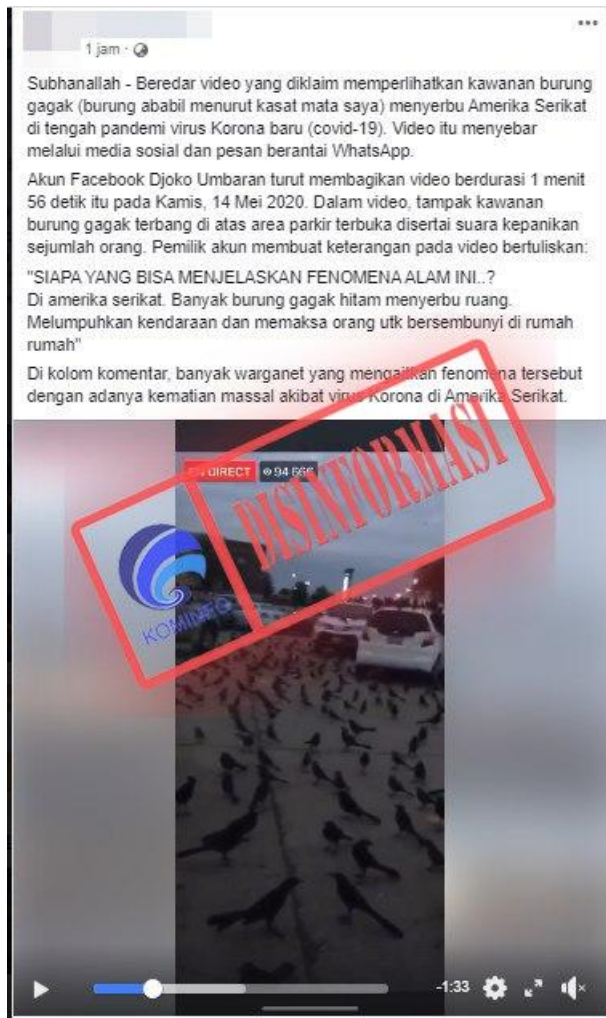 1 jam ·
Subhanallah - Beredar video yang diklaim memperlihatkan kawanan burung
gagak (burung ababil menurut kasat mata saya) menyerbu Amerika Serikat
di tengah pandemi virus Korona baru (covid-19). Video itu menyebar
melalui media sosial dan pesan berantai WhatsApp.
Akun Facebook Djoko Umbaran turut membagikan video berdurasi 1 menit
56 detik itu pada Kamis, 14 Mei 2020. Dalam video, tampak kawanan
burung gagak terbang di atas area parkir terbuka disertai suara kepanikan
sejumlah orang. Pemilik akun membuat keterangan pada video bertuliskan:
"SIAPA YANG BISA MENJELASKAN FENOMENA ALAM INI..?
Di amerika serikat. Banyak burung gagak hitam menyerbu ruang.
Melumpuhkan kendaraan dan memaksa orang utk bersembunyi di rumah
rumah"
Di kolom komentar, banyak warganet yang mengaitkan fenomena tersebut
dengan adanya kematian massal akibat virus Korona di Amerika Serikat.
EN DIRECT 94 566
DISINFORMASI
KOMINFO
-1:33